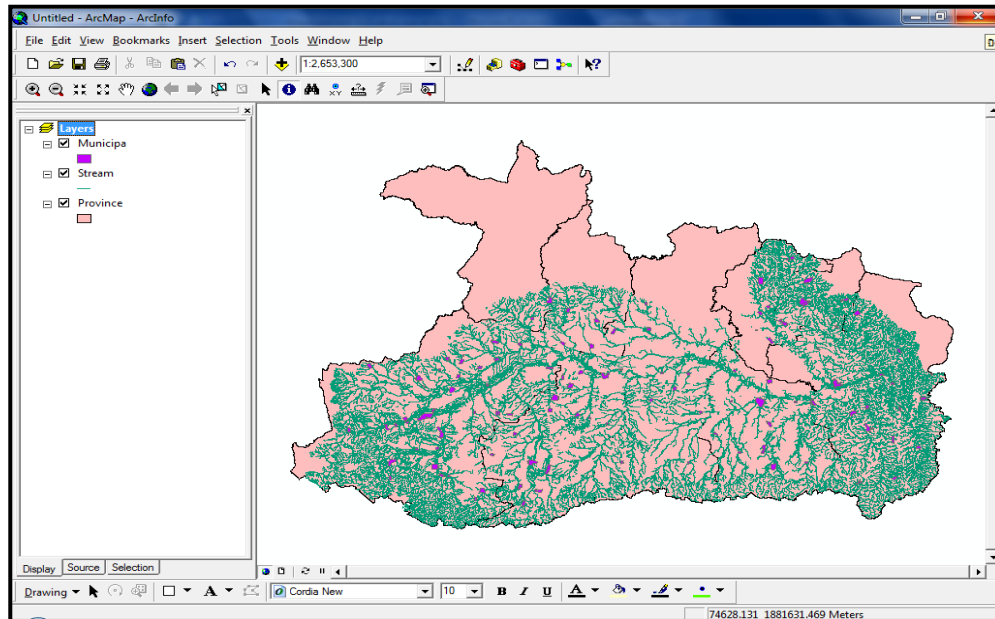 Untitled - ArcMap - ArcInfo
File Edit View Bookmarks Insert Selection Tools Window Help
D
1:2,653,300
Layers
Municipa
Stream
Province
Display Source Selection
Drawing A Cordia New 10 B I U A
74628.131 1881631.469 Meters